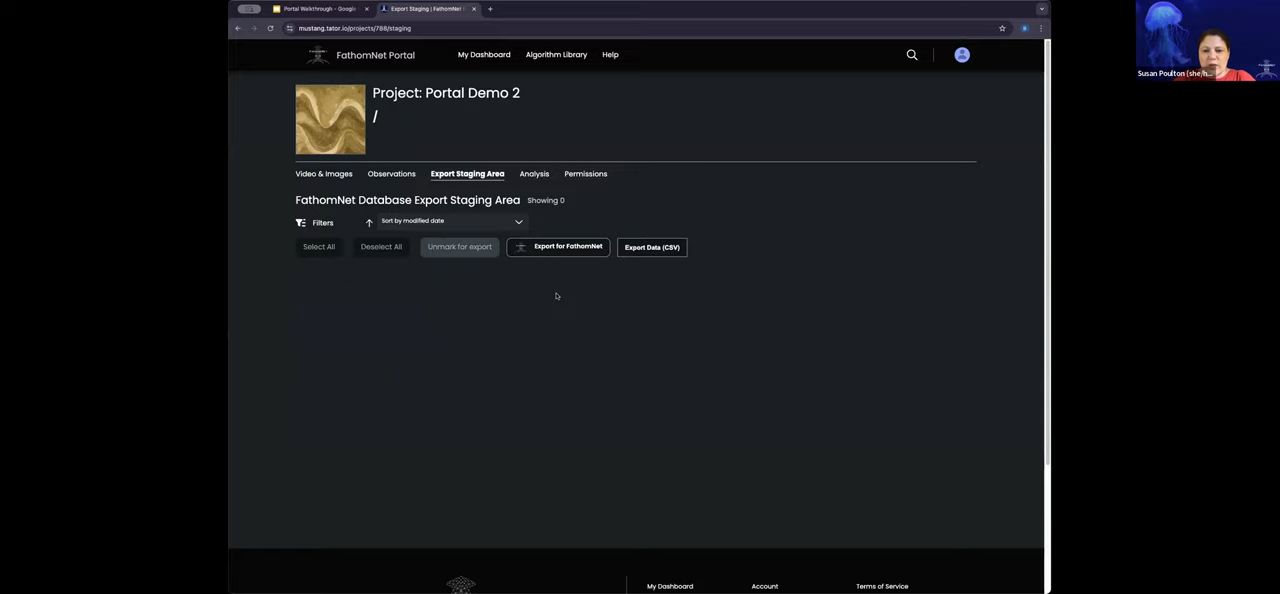 Portal Walkthrough - Google
Export Staging | FathomNet
mustang.tator.io/projects/788/staging
FathomNet Portal
My Dashboard
Algorithm Library
Help
Susan Poulton (she/h...
Project: Portal Demo 2
/
Video & Images
Observations
Export Staging Area
Analysis
Permissions
FathomNet Database Export Staging Area
Showing 0
Filters
Sort by modified date
Select All
Deselect All
Unmark for export
Export for FathomNet
Export Data (CSV)
My Dashboard
Account
Terms of Service